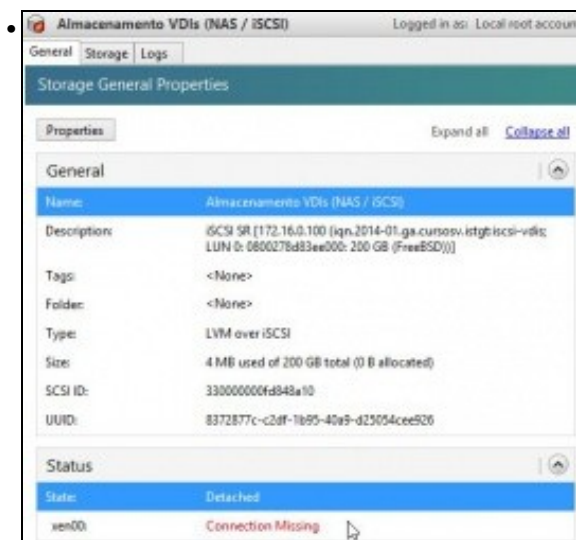 Almacenamento VDIs (NAS / iSCSI) Logged in as: Local root account
General Storage Logs
Storage General Properties
Properties Expand all Collapse all
General
Name: Almacenamento VDIs (NAS / iSCSI)
Description: iSCSI SR [172.16.0.100 (iqn.2014-01.ga.cursosv.istgt:iscsi-vdis;
LUN 0: 0800278d83ee000: 200 GB (FreeBSD))]
Tags: <None>
Folder: <None>
Type: LVM over iSCSI
Size: 4 MB used of 200 GB total (0 B allocated)
SCSI ID: 330000000fd848a10
UUID: 8372877c-c2df-1b95-40a9-d25054cee926
Status
State: Detached
xen00: Connection Missing